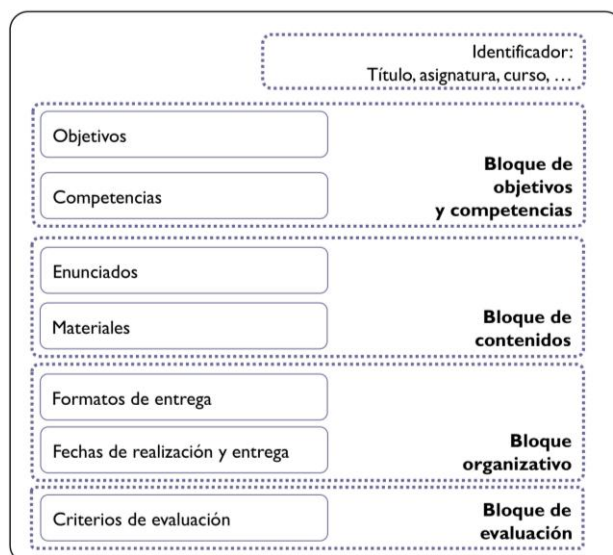 Identificador:
Título, asignatura, curso, ...
Objetivos
Competencias
Bloque de
objetivos
y competencias
Enunciados
Materiales
Bloque de
contenidos
Formatos de entrega
Fechas de realización y entrega
Bloque
organizativo
Criterios de evaluación
Bloque de
evaluación